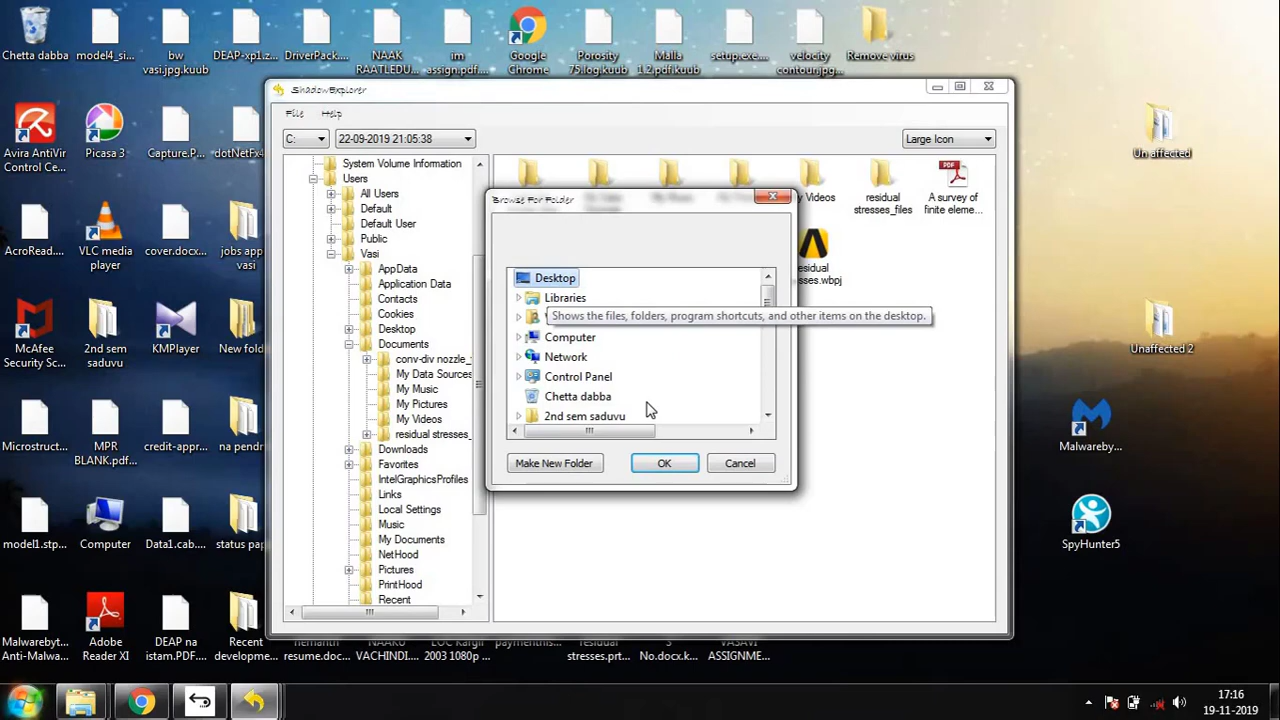 Chetta dabba
model4_si...
bw
vasi.jpg.kuub
DEAP-xp1.z...
DriverPack....
NAAK
RAATLEDU....
im
assign.pdf....
Google
Chrome
Porosity
75.log.kuub
Malla
1.2.pdf.kuub
setup.exe....
velocity
contour.jpg...
Remove virus
ShadowExplorer
File
Help
C:
22-09-2019 21:05:38
Large Icon
Avira AntiVir
Control Ce...
Picasa 3
Capture.P...
dotNetFx4
Un affected
System Volume Information
Users
All Users
Default
Default User
Public
Vasi
AppData
Application Data
Contacts
Cookies
Desktop
Documents
conv-div nozzle_
My Data Sources
My Music
My Pictures
My Videos
residual stresses_
Downloads
Favorites
IntelGraphicsProfiles
Links
Local Settings
Music
My Documents
NetHood
Pictures
PrintHood
Recent
y Videos
residual
stresses_files
A survey of
finite eleme...
residual
sses.wbpj
Browse For Folder
Desktop
Libraries
Shows the files, folders, program shortcuts, and other items on the desktop.
Computer
Network
Control Panel
Chetta dabba
2nd sem saduvu
Make New Folder
OK
Cancel
AcroRead....
VLC media
player
cover.docx...
jobs app
vasi
McAfee
Security Sc...
2nd sem
saduvu
KMPlayer
New fold
Unaffected 2
Microstruct...
MPR
BLANK.pdf...
credit-appr...
na pendr
Malwareby...
model1.stp...
Computer
Data1.cab....
status pap
SpyHunter5
Malwarebyt...
Anti-Malwa...
Adobe
Reader XI
DEAP na
istam.PDF....
Recent
developme...
resume.doc...
NAAKU
VACHINDI...
LOC Kargil
2003 1080p ...
paymenthis...
residual
stresses.prt...
S
No.docx.k...
VASAVI
ASSIGNME...
17:16
19-11-2019